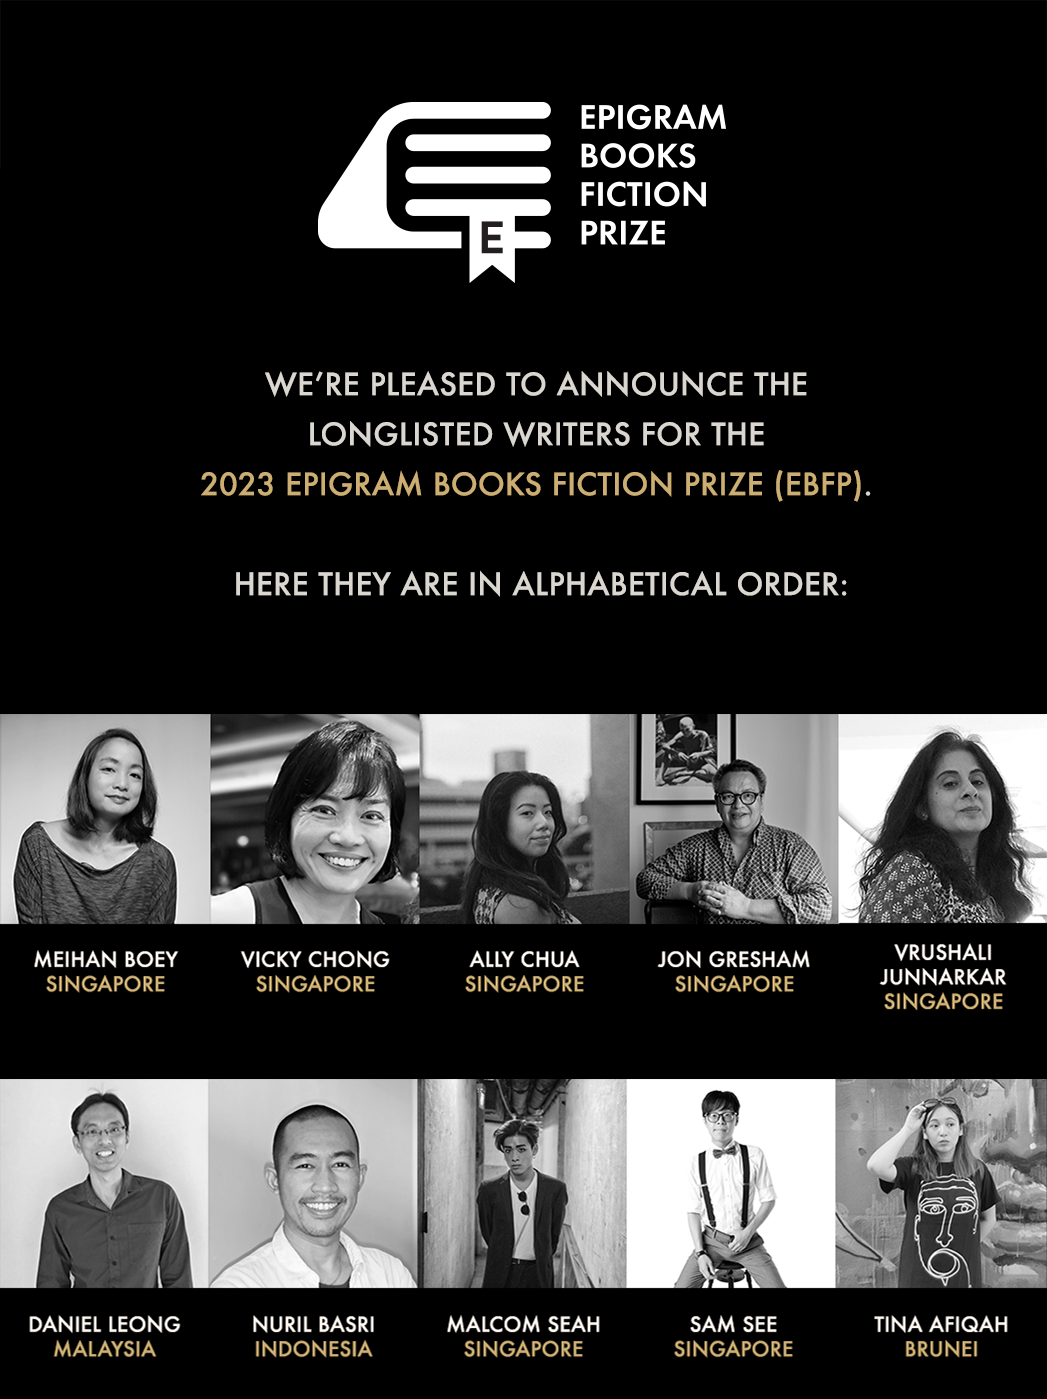 EPIGRAM
BOOKS
FICTION
PRIZE
E
WE’RE PLEASED TO ANNOUNCE THE
LONGLISTED WRITERS FOR THE
2023 EPIGRAM BOOKS FICTION PRIZE (EBFP).
HERE THEY ARE IN ALPHABETICAL ORDER:
MEIHAN BOEY
SINGAPORE
VICKY CHONG
SINGAPORE
ALLY CHUA
SINGAPORE
JON GRESHAM
SINGAPORE
VRUSHALI
JUNNARKAR
SINGAPORE
DANIEL LEONG
MALAYSIA
NURIL BASRI
INDONESIA
MALCOM SEAH
SINGAPORE
SAM SEE
SINGAPORE
TINA AFIQAH
BRUNEI